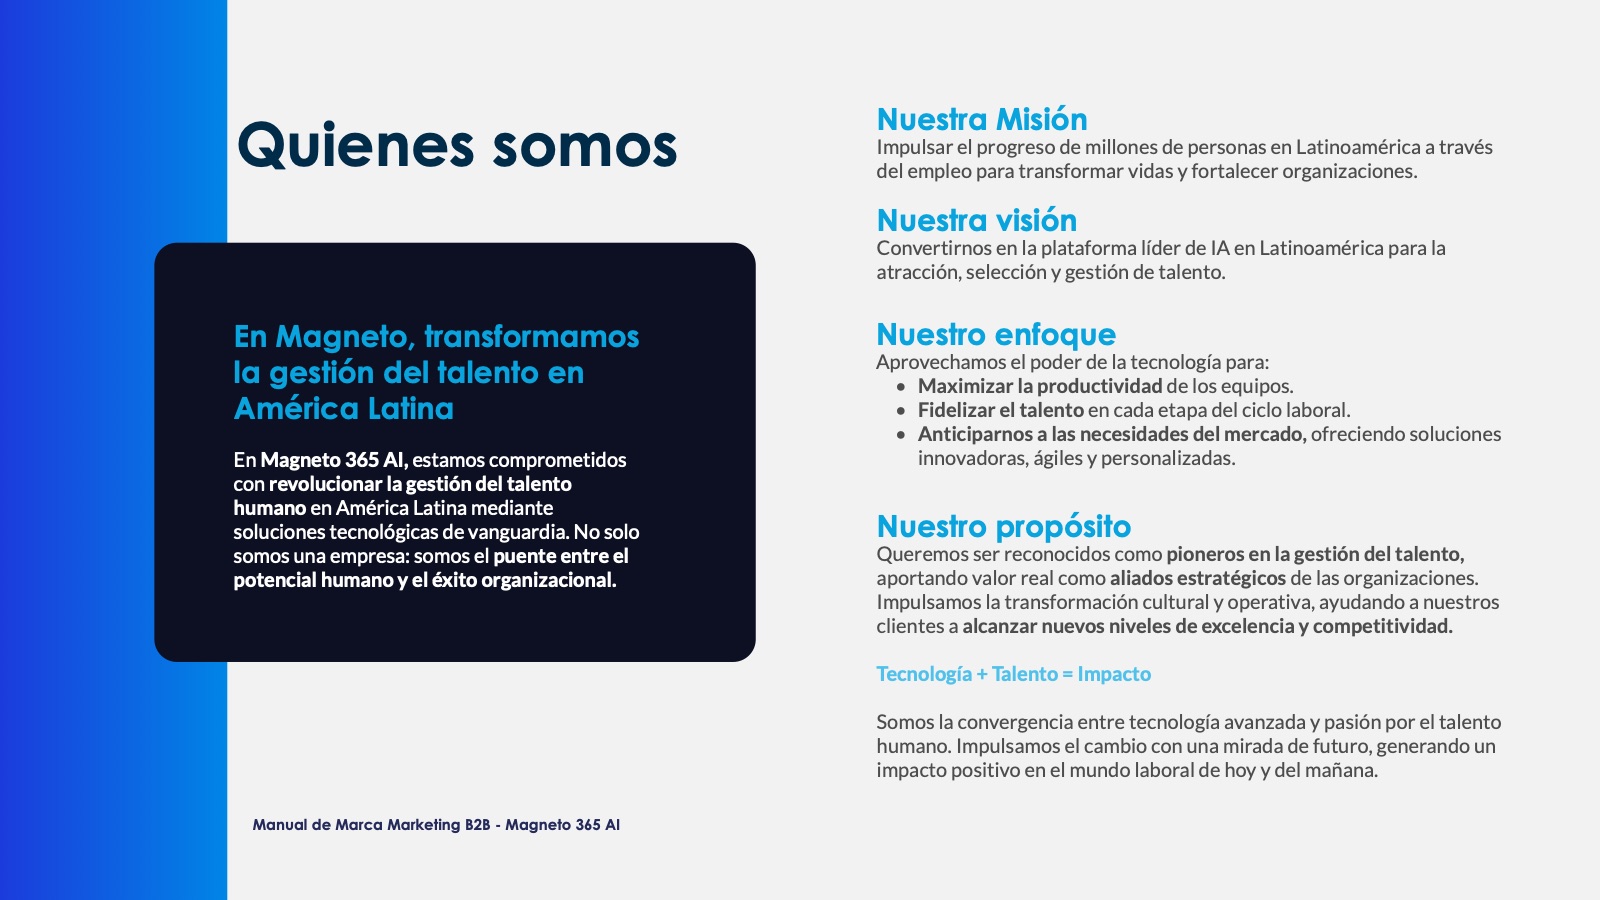 Quienes somos
En Magneto, transformamos
la gestión del talento en
América Latina
En Magneto 365 AI, estamos comprometidos
con revolucionar la gestión del talento
humano en América Latina mediante
soluciones tecnológicas de vanguardia. No solo
somos una empresa: somos el puente entre el
potencial humano y el éxito organizacional.
Nuestra Misión
Impulsar el progreso de millones de personas en Latinoamérica a través
del empleo para transformar vidas y fortalecer organizaciones.
Nuestra visión
Convertirnos en la plataforma líder de IA en Latinoamérica para la
atracción, selección y gestión de talento.
Nuestro enfoque
Aprovechamos el poder de la tecnología para:
• Maximizar la productividad de los equipos.
• Fidelizar el talento en cada etapa del ciclo laboral.
• Anticiparnos a las necesidades del mercado, ofreciendo soluciones
innovadoras, ágiles y personalizadas.
Nuestro propósito
Queremos ser reconocidos como pioneros en la gestión del talento,
aportando valor real como aliados estratégicos de las organizaciones.
Impulsamos la transformación cultural y operativa, ayudando a nuestros
clientes a alcanzar nuevos niveles de excelencia y competitividad.
Tecnología + Talento = Impacto
Somos la convergencia entre tecnología avanzada y pasión por el talento
humano. Impulsamos el cambio con una mirada de futuro, generando un
impacto positivo en el mundo laboral de hoy y del mañana.
Manual de Marca Marketing B2B - Magneto 365 AI